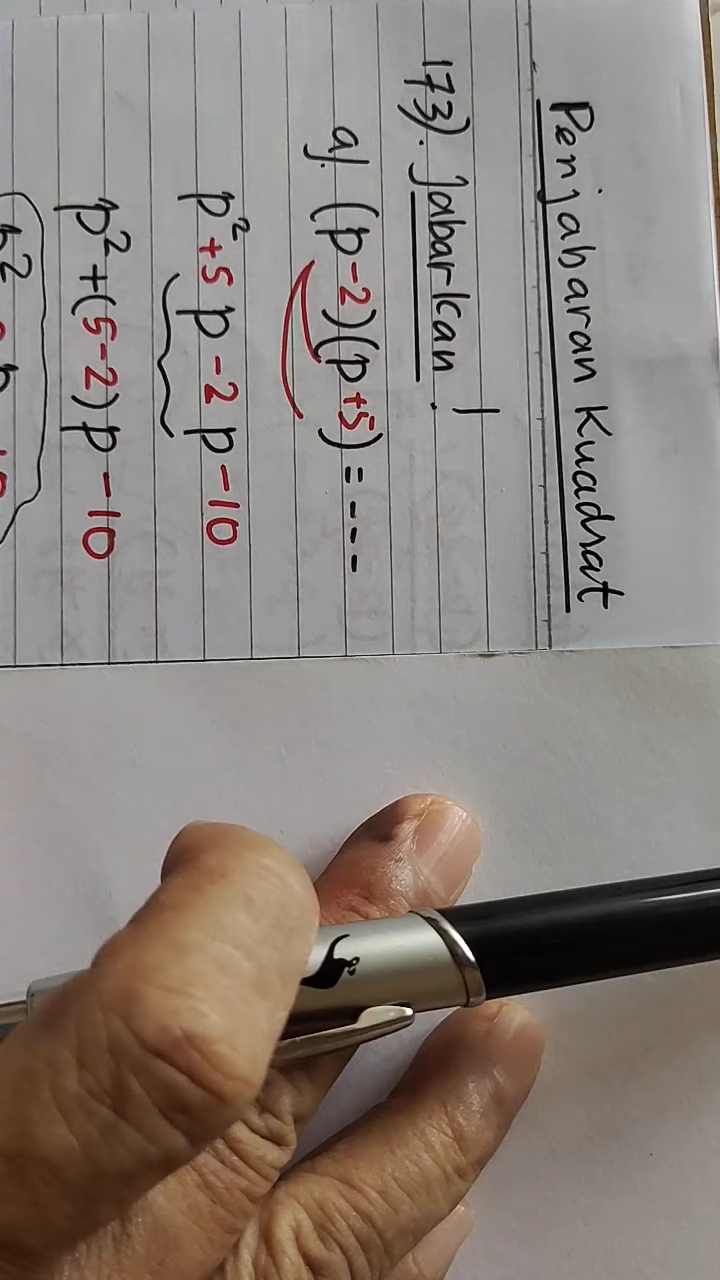 Penjabaran Kuadrat
173). Jabarkan!
a). (p-2)(p+5) = ---
p²+5p-2p-10
p²+(5-2)p-10